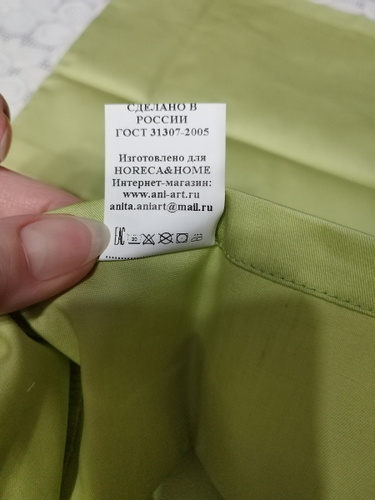 СДЕЛАНО В
РОССИИ
ГОСТ 31307-2005
Изготовлено для
HORECA&HOME
Интернет-магазин:
www.ani-art.ru
anita.aniart@mail.ru
EAC